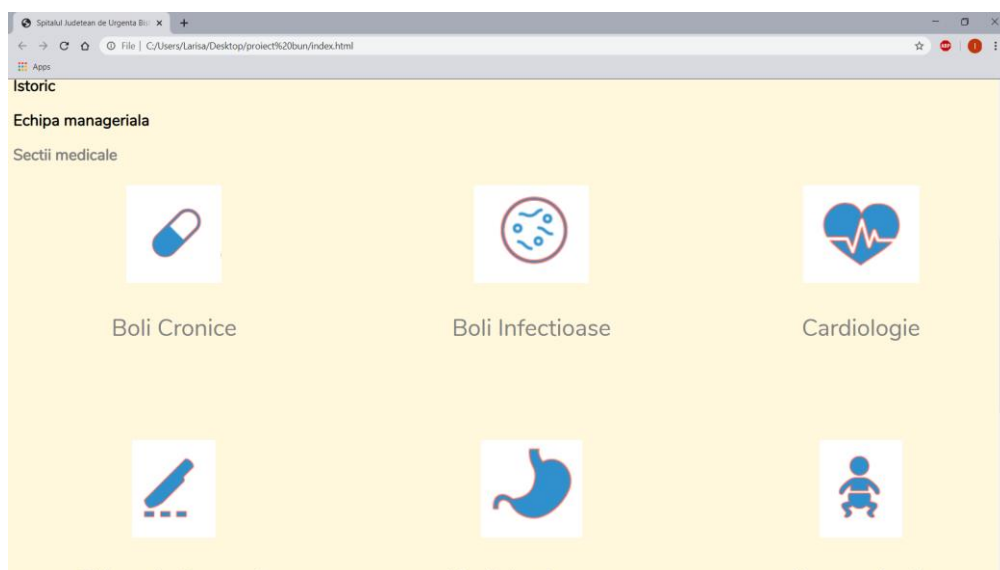 Spitalul Judetean de Urgenta
File | C:/Users/Larisa/Desktop/proiect%20bun/index.html
Apps
Istoric
Echipa manageriala
Sectii medicale
Boli Cronice Boli Infectioase Cardiologie